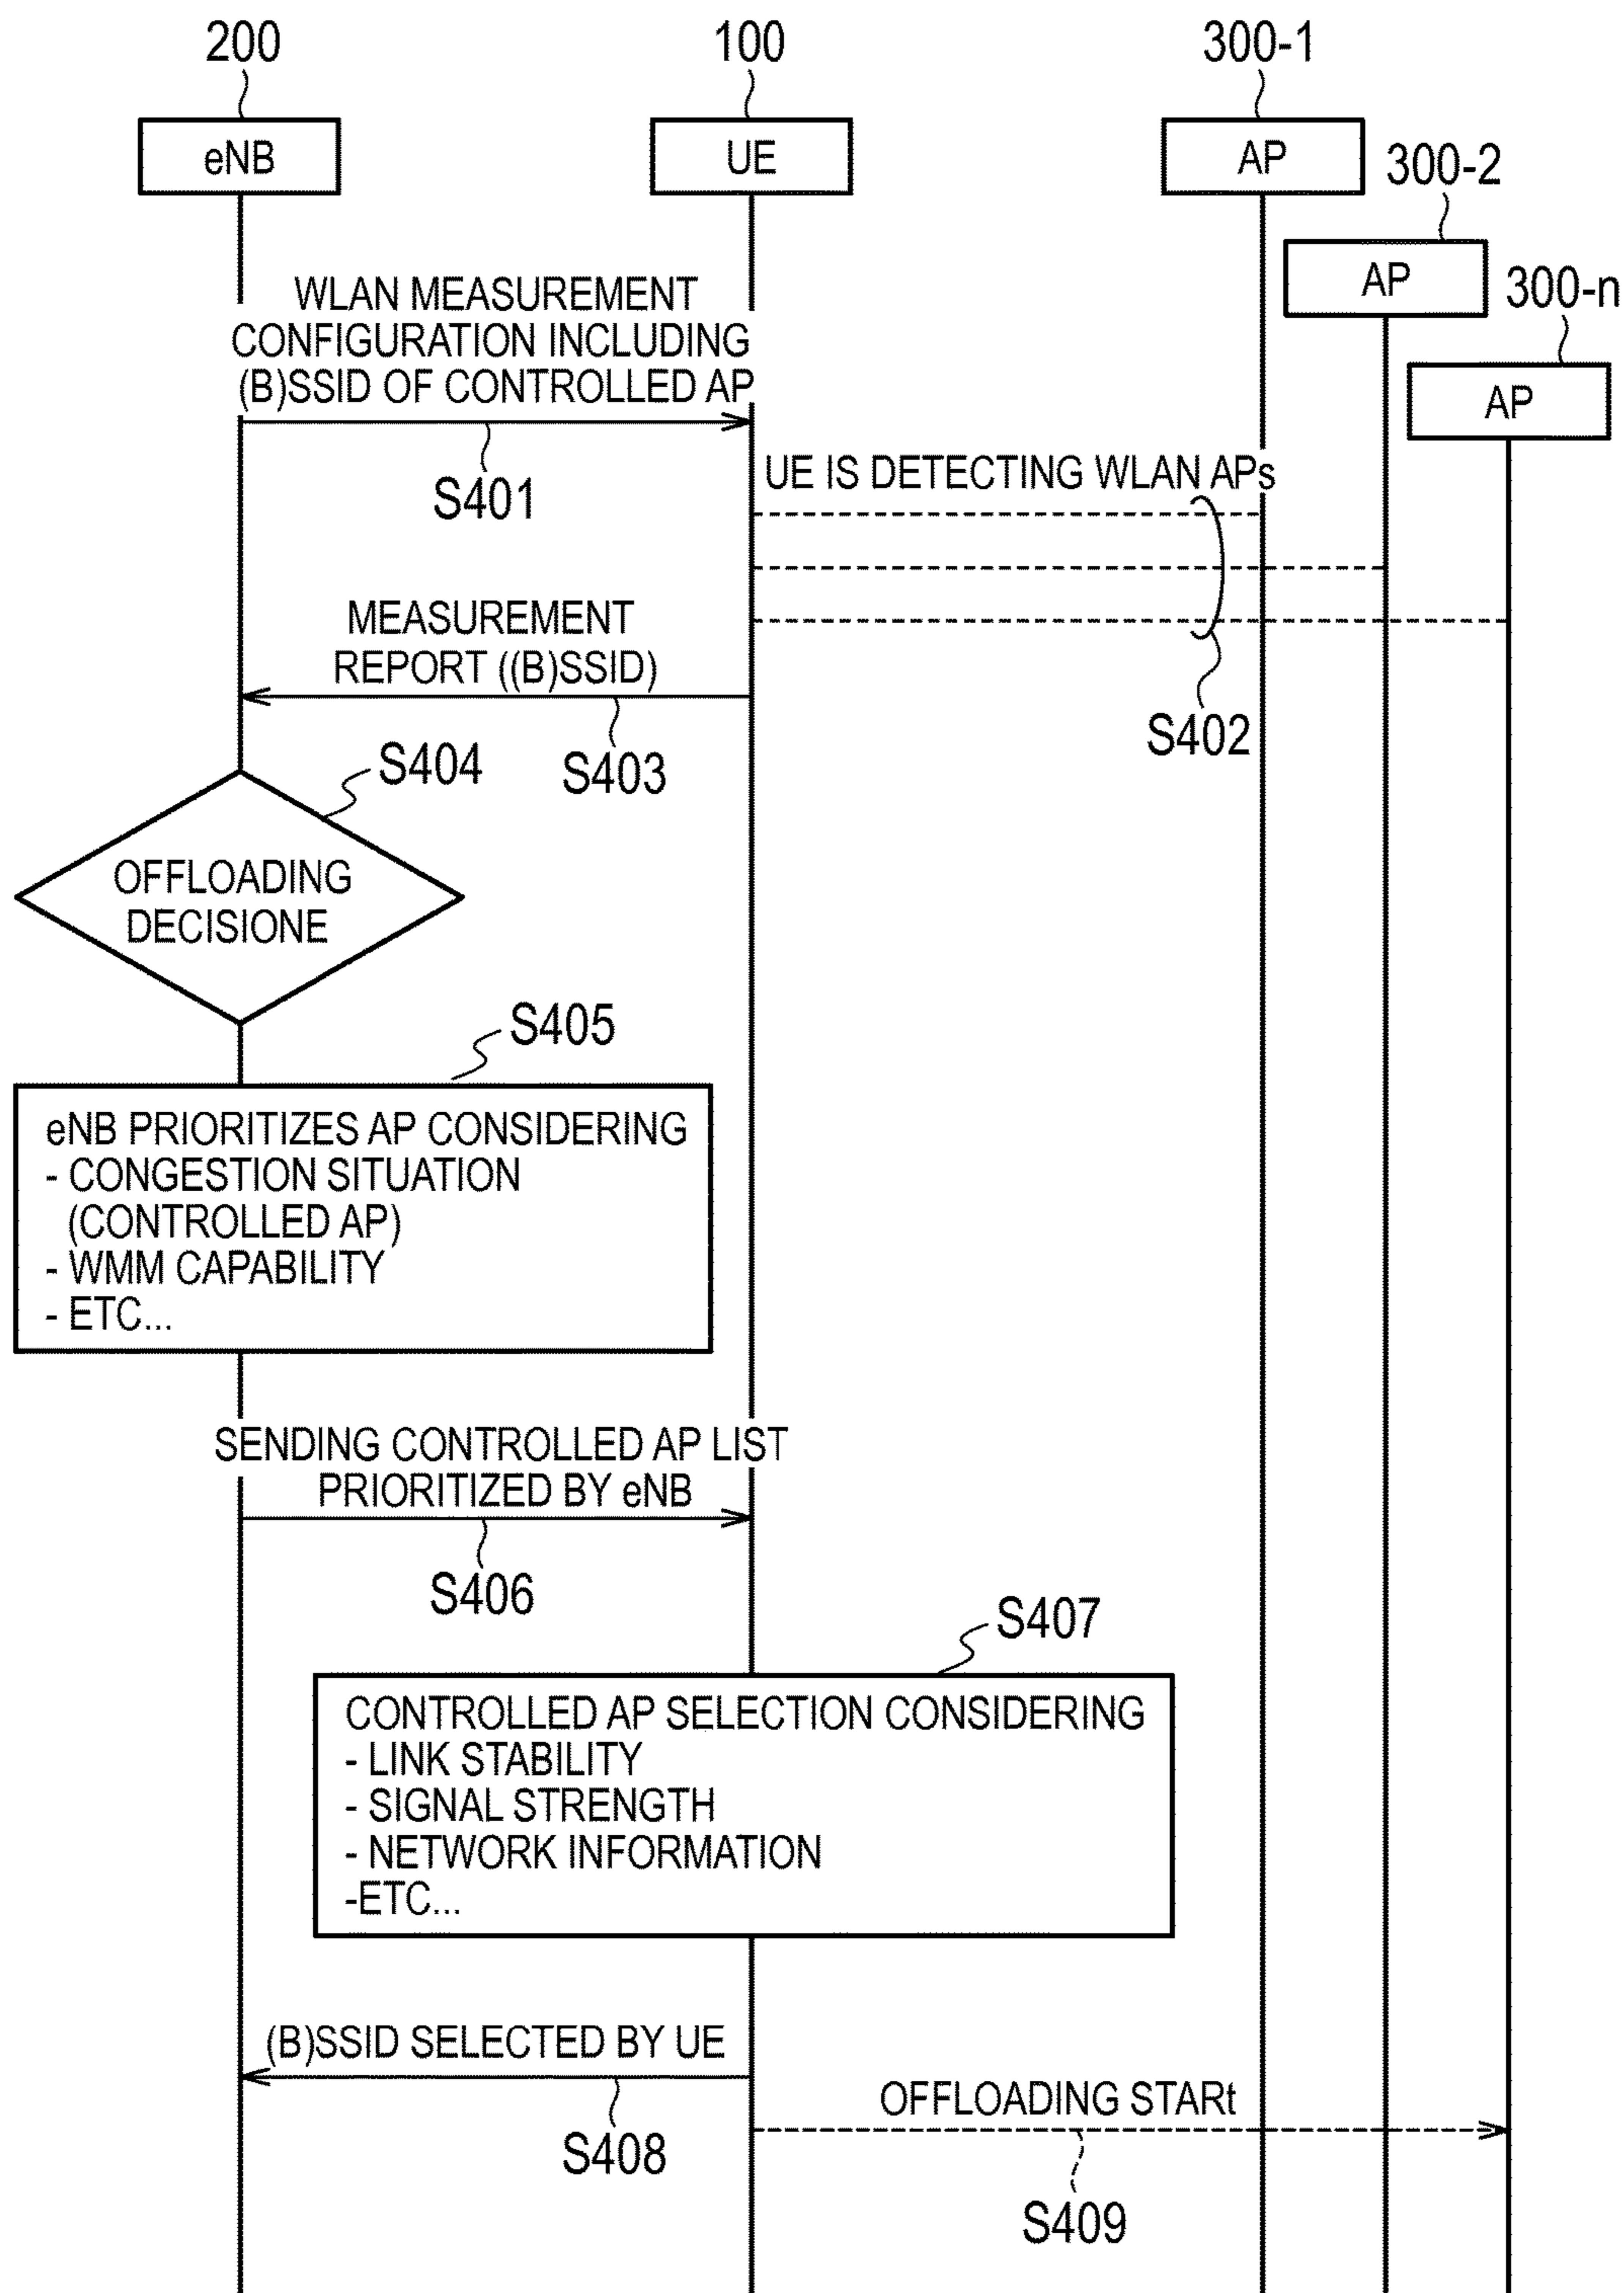 200
100
300-1
eNB
UE
AP
300-2
AP
300-n
AP
WLAN MEASUREMENT
CONFIGURATION INCLUDING
(B)SSID OF CONTROLLED AP
S401
UE IS DETECTING WLAN APs
S402
MEASUREMENT
REPORT ((B)SSID)
S403
S404
OFFLOADING
DECISIONE
S405
eNB PRIORITIZES AP CONSIDERING
- CONGESTION SITUATION
(CONTROLLED AP)
- WMM CAPABILITY
- ETC...
SENDING CONTROLLED AP LIST
PRIORITIZED BY eNB
S406
S407
CONTROLLED AP SELECTION CONSIDERING
- LINK STABILITY
- SIGNAL STRENGTH
- NETWORK INFORMATION
-ETC...
(B)SSID SELECTED BY UE
S408
OFFLOADING STARt
S409